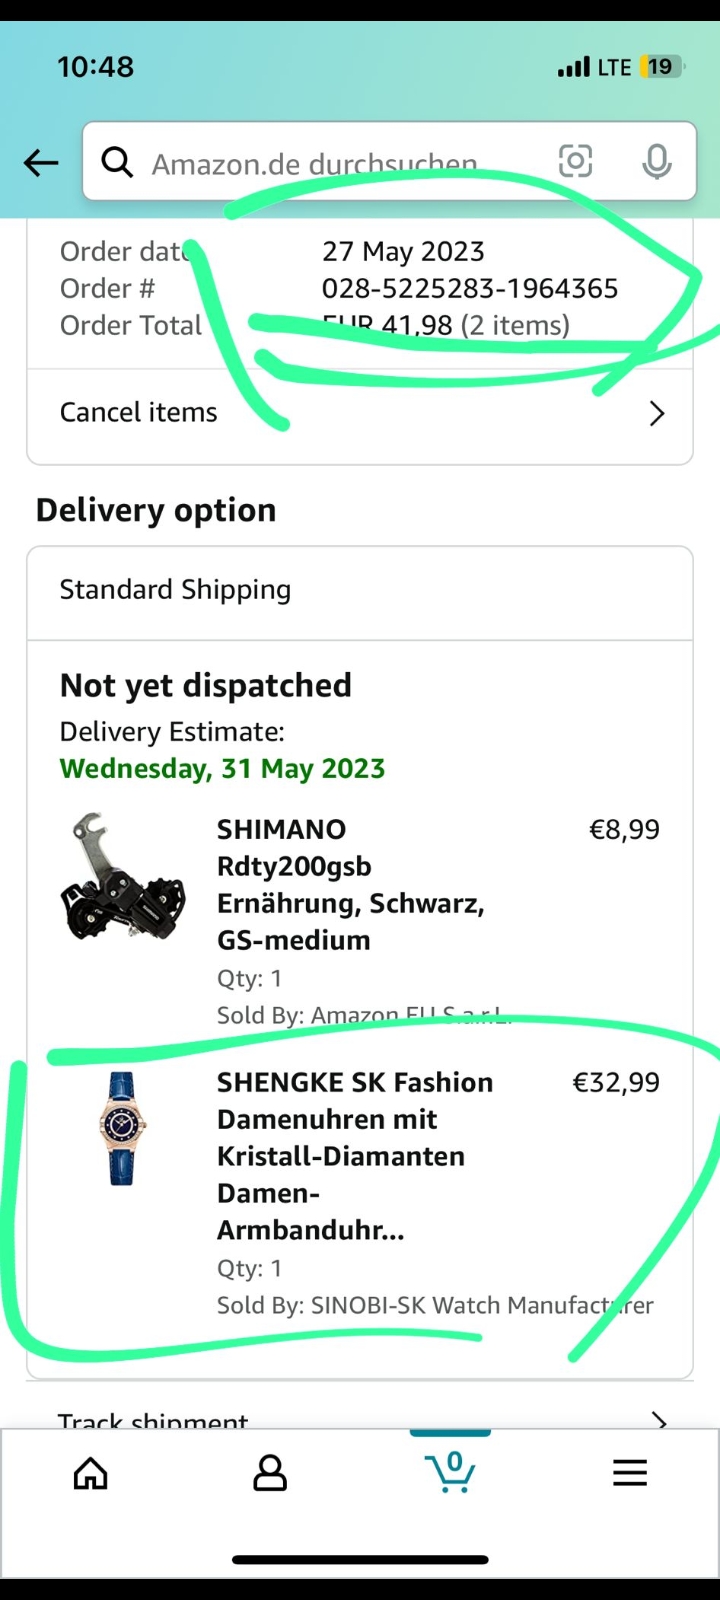 10:48
LTE 19
Amazon.de durchsuchen
Order date 27 May 2023
Order # 028-5225283-1964365
Order Total EUR 41,98 (2 items)
Cancel items
Delivery option
Standard Shipping
Not yet dispatched
Delivery Estimate:
Wednesday, 31 May 2023
SHIMANO €8,99
Rdty200gsb
Ernährung, Schwarz,
GS-medium
Qty: 1
Sold By: Amazon EU S.a.r.L.
SHENGKE SK Fashion €32,99
Damenuhren mit
Kristall-Diamanten
Damen-
Armbanduhr...
Qty: 1
Sold By: SINOBI-SK Watch Manufacturer
Track shipment
0